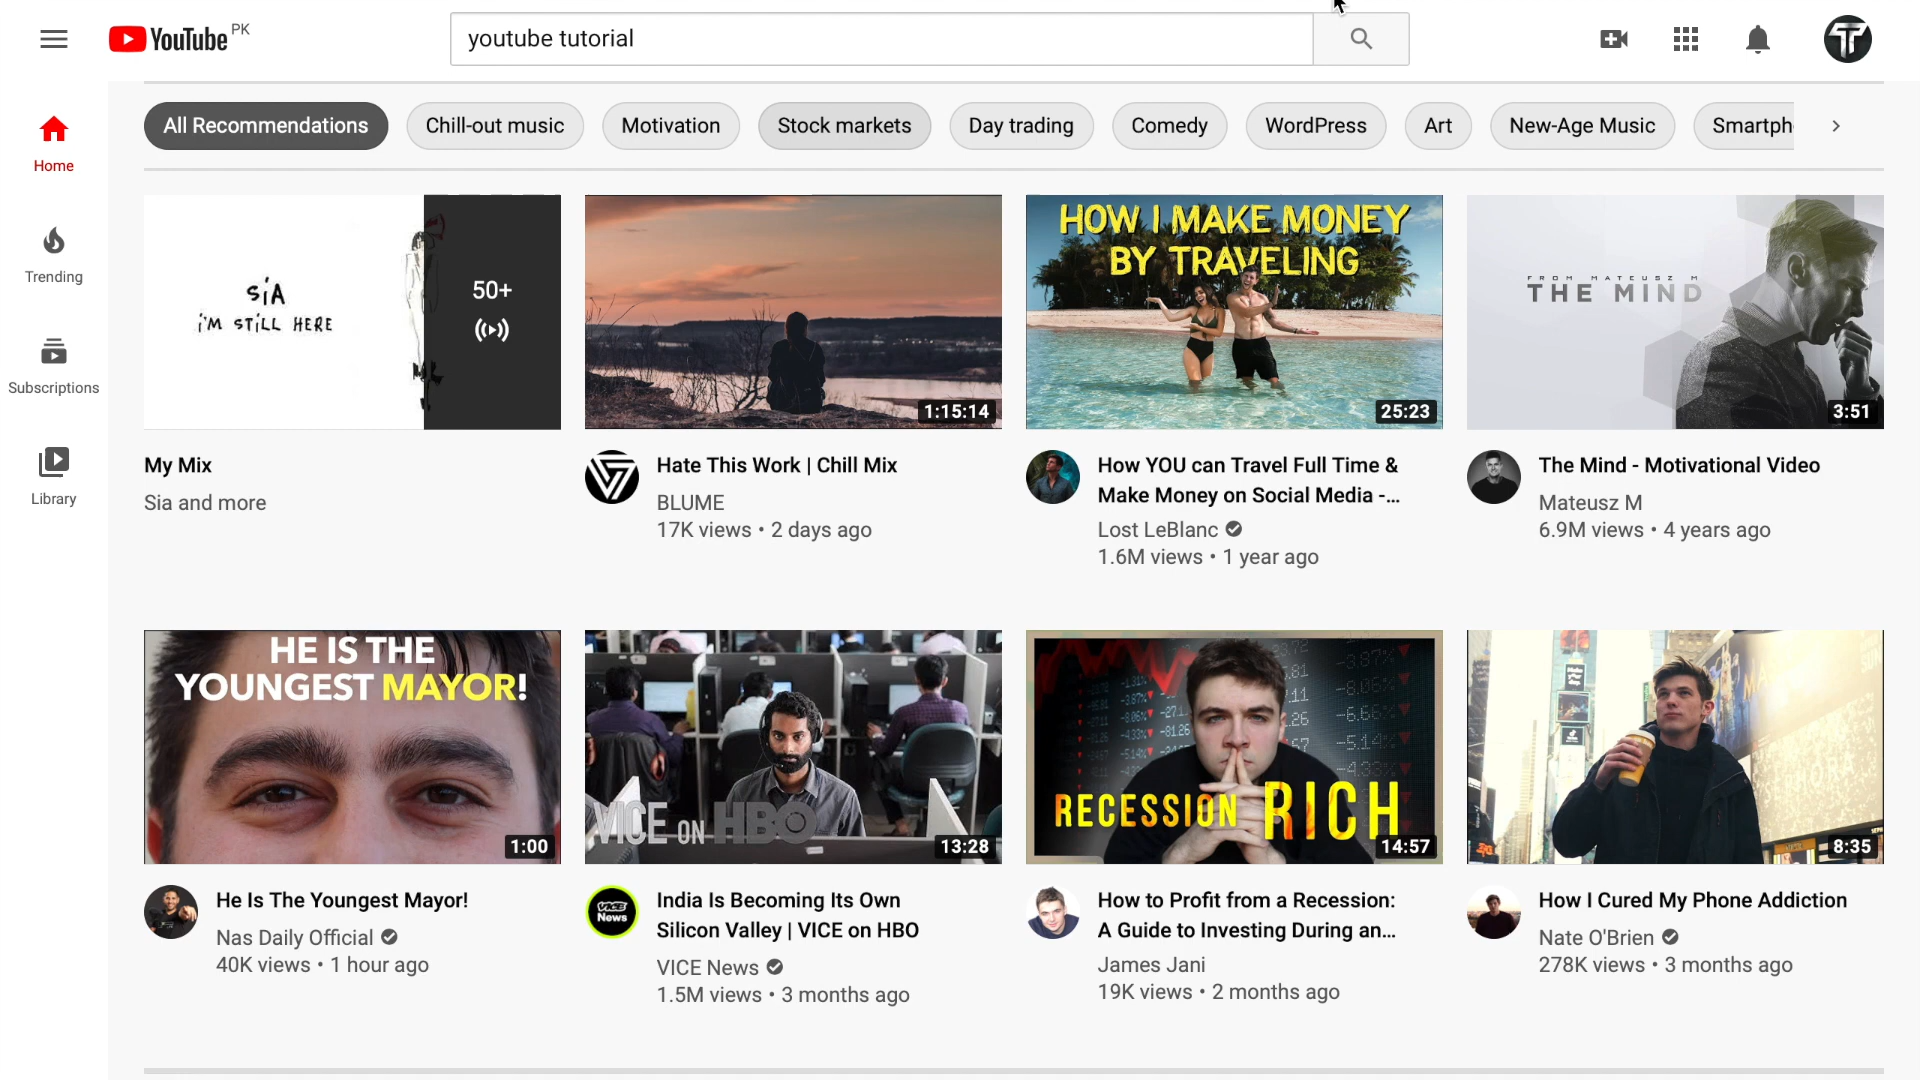 YouTube PK
youtube tutorial
All Recommendations
Chill-out music
Motivation
Stock markets
Day trading
Comedy
WordPress
Art
New-Age Music
Smartph
Home
Trending
Subscriptions
Library
SiA
i'M STiLL HERE
50+
1:15:14
HOW I MAKE MONEY
BY TRAVELING
25:23
FROM MATEUSZ M
THE MIND
3:51
My Mix
Sia and more
Hate This Work | Chill Mix
BLUME
17K views • 2 days ago
How YOU can Travel Full Time &
Make Money on Social Media -...
Lost LeBlanc
1.6M views • 1 year ago
The Mind - Motivational Video
Mateusz M
6.9M views • 4 years ago
HE IS THE
YOUNGEST MAYOR!
1:00
VICE ON HBO
13:28
RECESSION RICH
14:57
8:35
He Is The Youngest Mayor!
Nas Daily Official
40K views • 1 hour ago
VICE
News
India Is Becoming Its Own
Silicon Valley | VICE on HBO
VICE News
1.5M views • 3 months ago
How to Profit from a Recession:
A Guide to Investing During an...
James Jani
19K views • 2 months ago
How I Cured My Phone Addiction
Nate O'Brien
278K views • 3 months ago